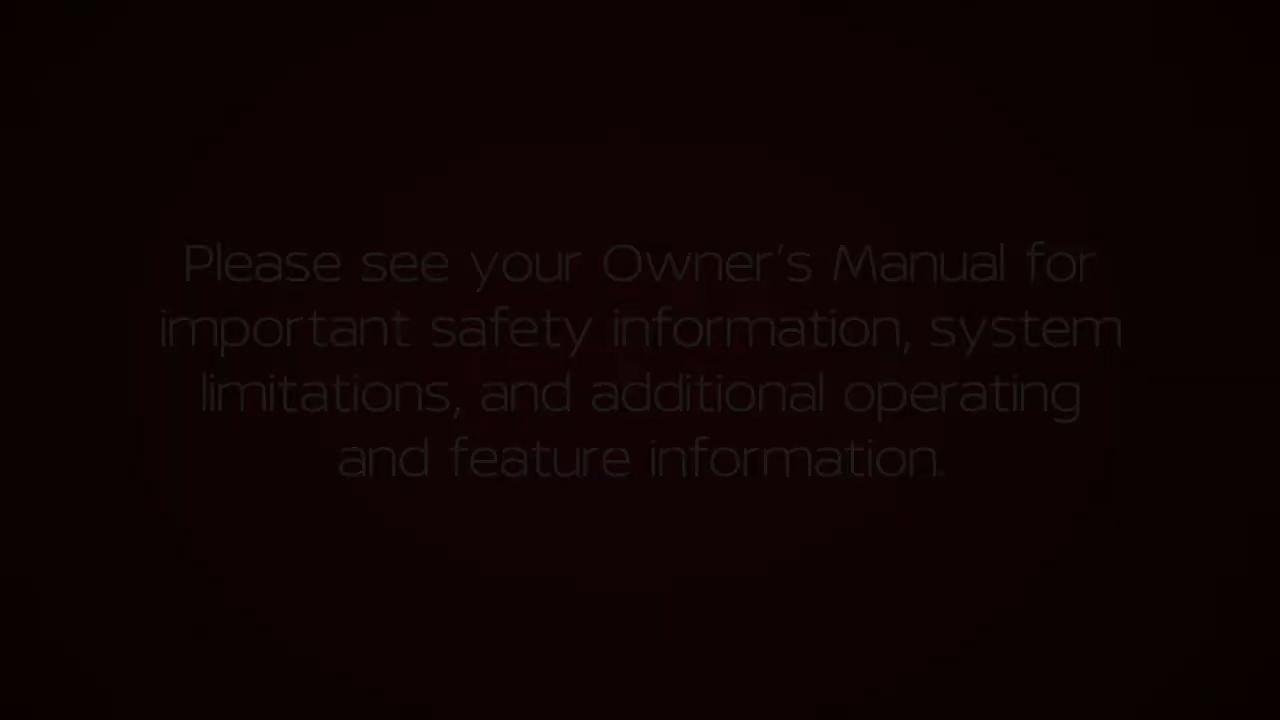 Please see your Owner’s Manual for
important safety information, system
limitations, and additional operating
and feature information.